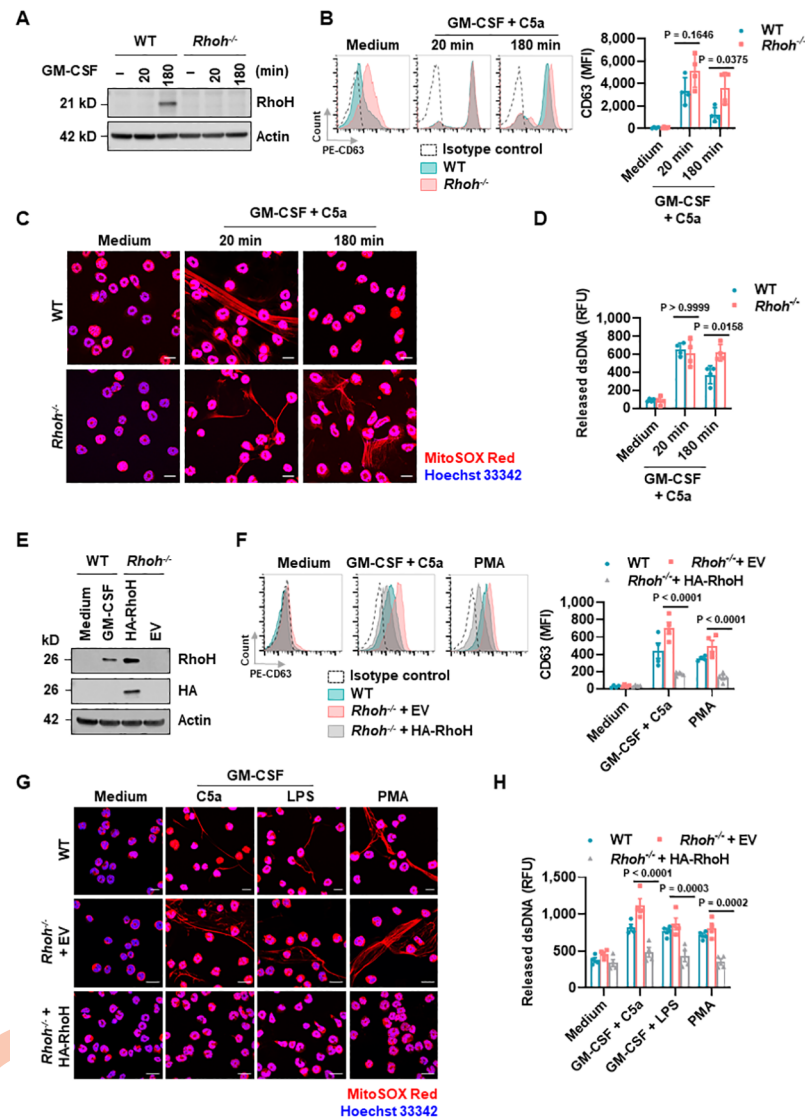 A
WT
Rhoh-/-
GM-CSF
–
20
180
–
20
180
(min)
21 kD
RhoH
42 kD
Actin
B
GM-CSF + C5a
Medium
20 min
180 min
Count
PE-CD63
Isotype control
WT
Rhoh-/-
WT
Rhoh-/-
P = 0.1646
P = 0.0375
CD63 (MFI)
8,000
6,000
4,000
2,000
0
Medium
20 min
180 min
GM-CSF
+ C5a
C
GM-CSF + C5a
Medium
20 min
180 min
WT
Rhoh-/-
MitoSOX Red
Hoechst 33342
D
WT
Rhoh-/-
P > 0.9999
P = 0.0158
Released dsDNA (RFU)
1,000
800
600
400
200
0
Medium
20 min
180 min
GM-CSF
+ C5a
E
WT
Rhoh-/-
Medium
GM-CSF
HA-RhoH
EV
kD
26
RhoH
26
HA
42
Actin
F
Medium
GM-CSF + C5a
PMA
Count
PE-CD63
Isotype control
WT
Rhoh-/- + EV
Rhoh-/- + HA-RhoH
WT
Rhoh-/- + EV
Rhoh-/- + HA-RhoH
P < 0.0001
P < 0.0001
CD63 (MFI)
1,000
800
600
400
200
0
Medium
GM-CSF + C5a
PMA
G
GM-CSF
Medium
C5a
LPS
PMA
WT
Rhoh-/-
+ EV
Rhoh-/- +
HA-RhoH
MitoSOX Red
Hoechst 33342
H
WT
Rhoh-/- + EV
Rhoh-/- + HA-RhoH
P < 0.0001
P = 0.0003
P = 0.0002
Released dsDNA (RFU)
1,500
1,000
500
0
Medium
GM-CSF + C5a
GM-CSF + LPS
PMA